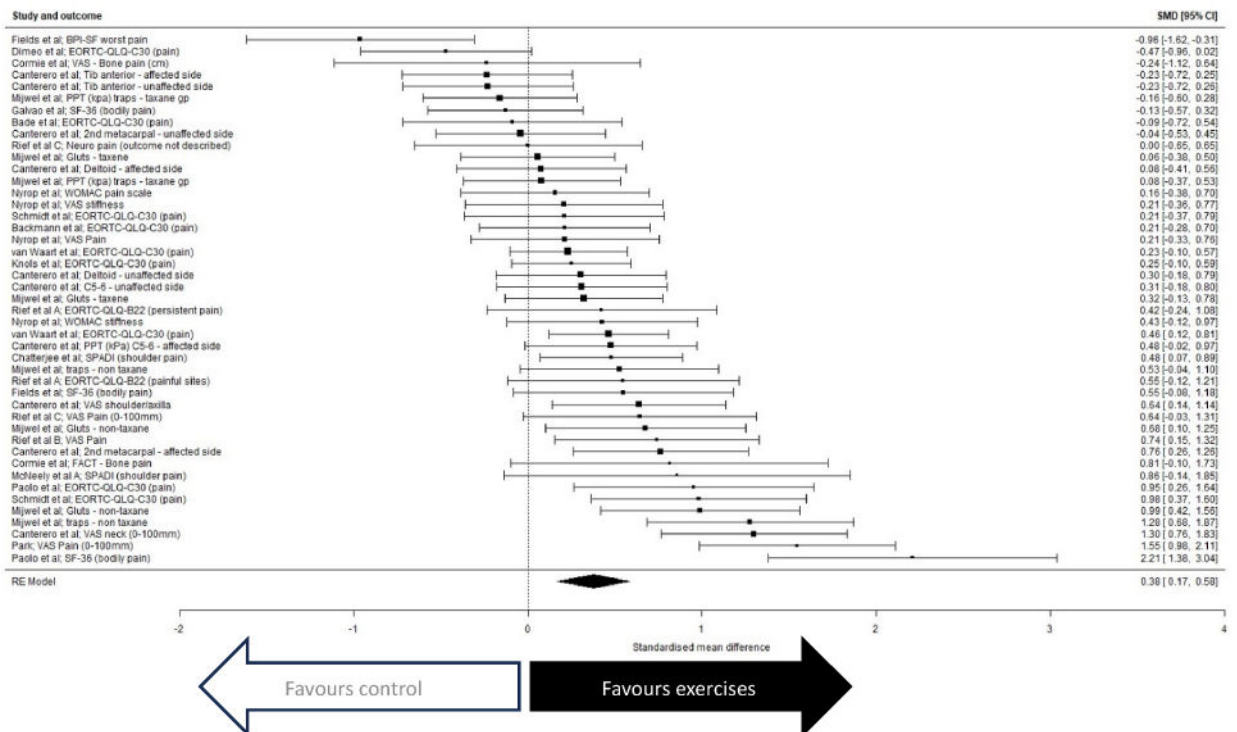 Study and outcome SMD [95% CI]
Fields et al; BPI-SF worst pain -0.96 [-1.62, -0.31]
Dimeo et al; EORTC-QLQ-C30 (pain) -0.47 [-0.96, 0.02]
Cormie et al; VAS - Bone pain (cm) -0.24 [-1.12, 0.64]
Canterero et al; Tib anterior - affected side -0.23 [-0.72, 0.25]
Canterero et al; Tib anterior - unaffected side -0.23 [-0.72, 0.26]
Mijwel et al; PPT (kpa) traps - taxane gp -0.16 [-0.60, 0.28]
Galvao et al; SF-36 (bodily pain) -0.13 [-0.57, 0.32]
Bade et al; EORTC-QLQ-C30 (pain) -0.09 [-0.72, 0.54]
Canterero et al; 2nd metacarpal - unaffected side -0.04 [-0.53, 0.45]
Rief et al C; Neuro pain (outcome not described) 0.00 [-0.65, 0.65]
Mijwel et al; Gluts - taxene 0.06 [-0.38, 0.50]
Canterero et al; Deltoid - affected side 0.08 [-0.41, 0.56]
Mijwel et al; PPT (kpa) traps - taxane gp 0.08 [-0.37, 0.53]
Nyrop et al; WOMAC pain scale 0.16 [-0.38, 0.70]
Nyrop et al; VAS stiffness 0.21 [-0.36, 0.77]
Schmidt et al; EORTC-QLQ-C30 (pain) 0.21 [-0.37, 0.79]
Backmann et al; EORTC-QLQ-C30 (pain) 0.21 [-0.28, 0.70]
Nyrop et al; VAS Pain 0.21 [-0.33, 0.76]
van Waart et al; EORTC-QLQ-C30 (pain) 0.23 [-0.10, 0.57]
Knols et al; EORTC-QLQ-C30 (pain) 0.25 [-0.10, 0.59]
Canterero et al; Deltoid - unaffected side 0.30 [-0.18, 0.79]
Canterero et al; C5-6 - unaffected side 0.31 [-0.18, 0.80]
Mijwel et al; Gluts - taxene 0.32 [-0.13, 0.78]
Rief et al A; EORTC-QLQ-B22 (persistent pain) 0.42 [-0.24, 1.08]
Nyrop et al; WOMAC stiffness 0.43 [-0.12, 0.97]
van Waart et al; EORTC-QLQ-C30 (pain) 0.46 [ 0.12, 0.81]
Canterero et al; PPT (kPa) C5-6 - affected side 0.48 [-0.02, 0.97]
Chatterjee et al; SPADI (shoulder pain) 0.48 [ 0.07, 0.89]
Mijwel et al; traps - non taxane 0.53 [-0.04, 1.10]
Rief et al A; EORTC-QLQ-B22 (painful sites) 0.55 [-0.12, 1.21]
Fields et al; SF-36 (bodily pain) 0.55 [-0.08, 1.18]
Canterero et al; VAS shoulder/axilla 0.64 [ 0.14, 1.14]
Rief et al C; VAS Pain (0-100mm) 0.64 [-0.03, 1.31]
Mijwel et al; Gluts - non-taxane 0.68 [ 0.10, 1.25]
Rief et al B; VAS Pain 0.74 [ 0.15, 1.32]
Canterero et al; 2nd metacarpal - affected side 0.76 [ 0.26, 1.26]
Cormie et al; FACT - Bone pain 0.81 [-0.10, 1.73]
McNeely et al A; SPADI (shoulder pain) 0.86 [-0.14, 1.85]
Paolo et al; EORTC-QLQ-C30 (pain) 0.95 [ 0.26, 1.64]
Schmidt et al; EORTC-QLQ-C30 (pain) 0.98 [ 0.37, 1.60]
Mijwel et al; Gluts - non-taxane 0.99 [ 0.42, 1.56]
Mijwel et al; traps - non taxane 1.28 [ 0.68, 1.87]
Canterero et al; VAS neck (0-100mm) 1.30 [ 0.76, 1.83]
Park; VAS Pain (0-100mm) 1.55 [ 0.98, 2.11]
Paolo et al; SF-36 (bodily pain) 2.21 [ 1.38, 3.04]
RE Model 0.38 [ 0.17, 0.58]
-2 -1 0 1 2 3 4
Standardised mean difference
Favours control Favours exercises